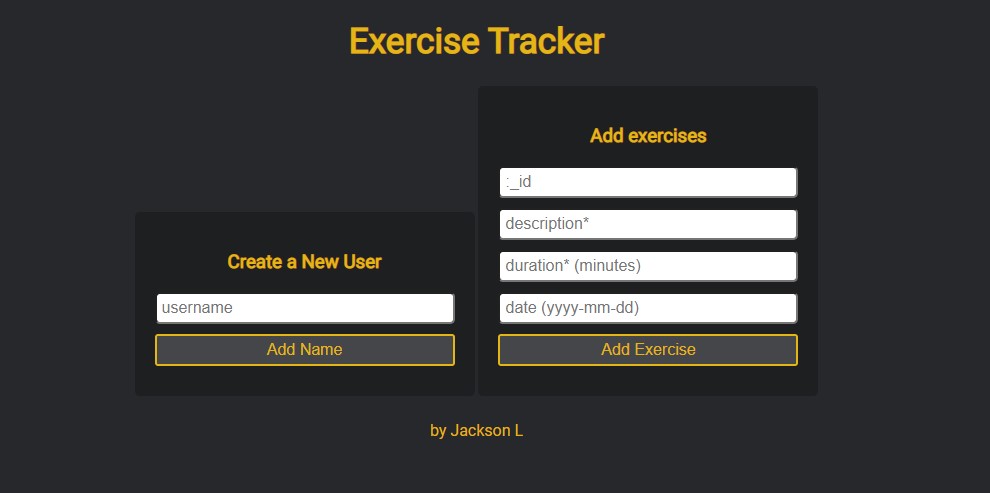 Exercise Tracker
Create a New User
username
Add Name
Add exercises
:_id
description*
duration* (minutes)
date (yyyy-mm-dd)
Add Exercise
by Jackson L